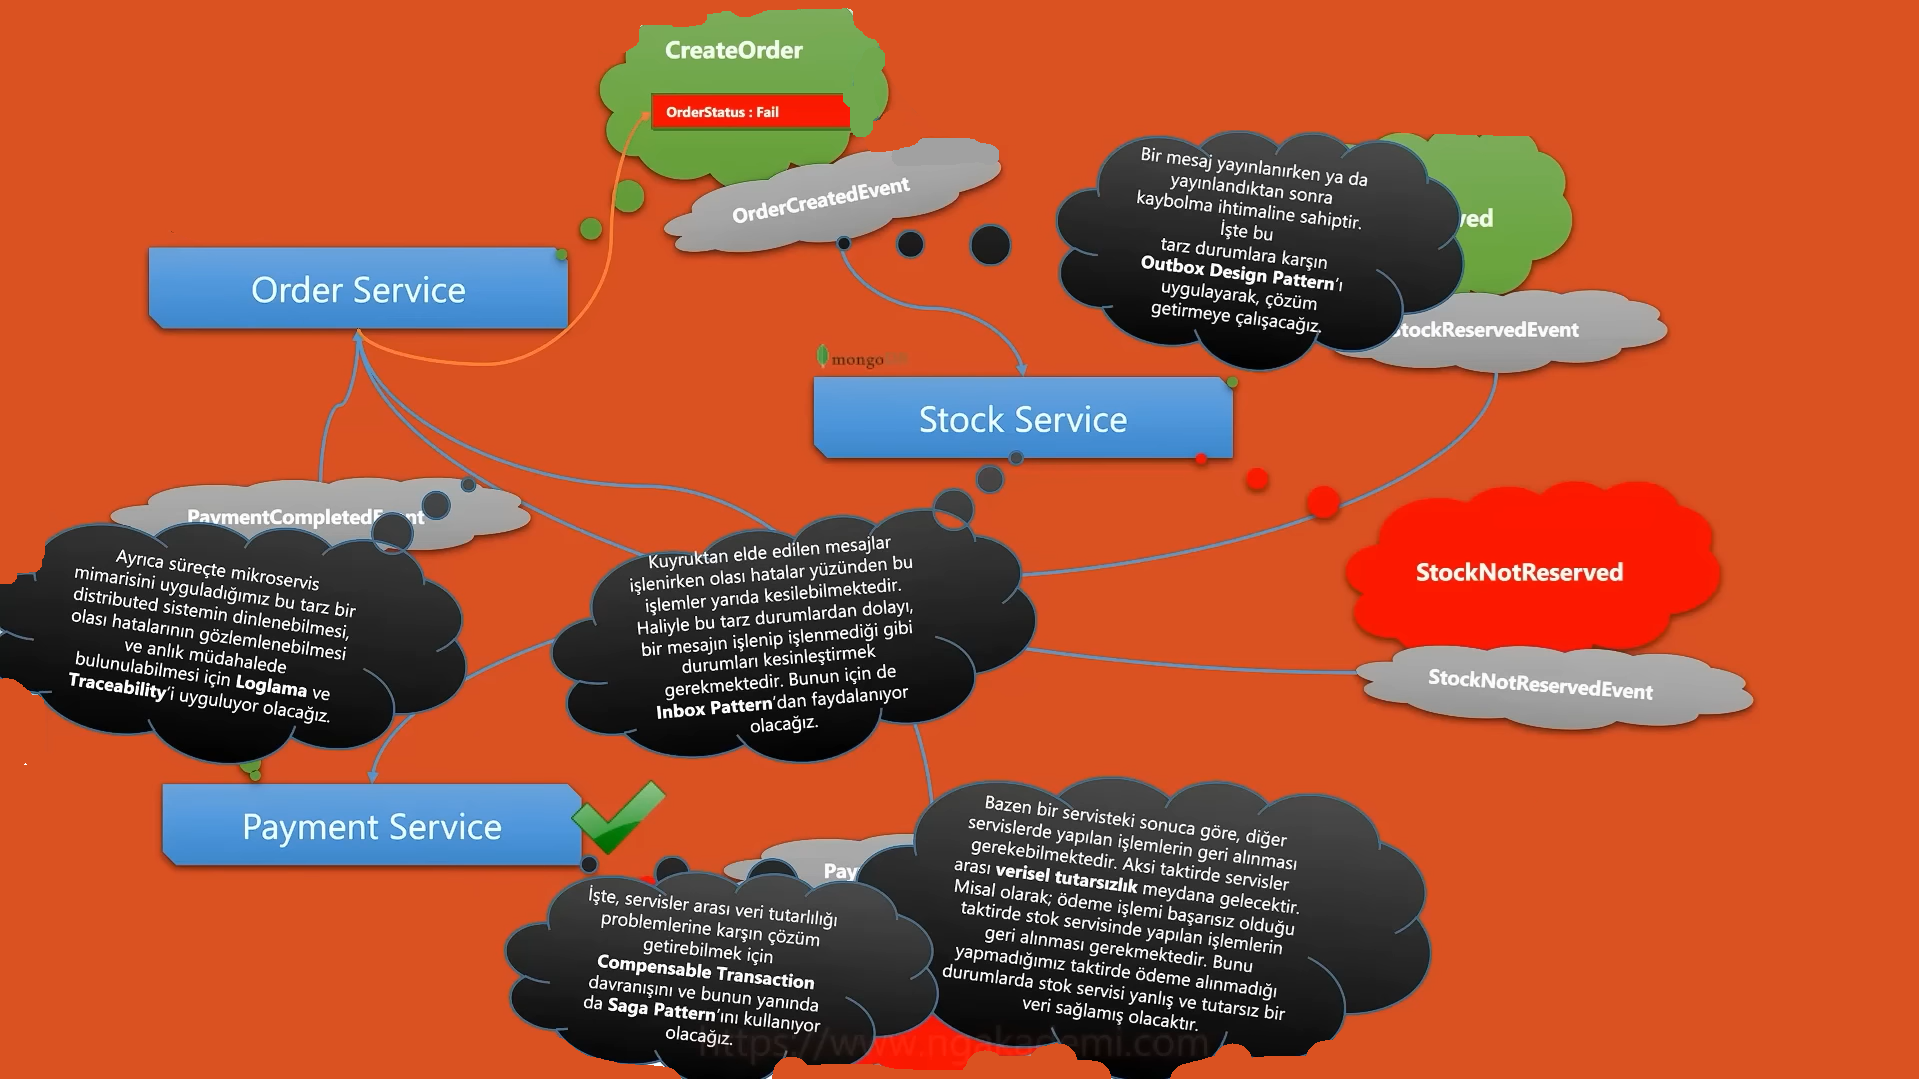 CreateOrder
OrderStatus : Fail
OrderCreatedEvent
Bir mesaj yayınlanırken ya da
yayınlandıktan sonra
kaybolma ihtimaline sahiptir.
İşte bu
tarz durumlara karşın
Outbox Design Pattern'ı
uygulayarak, çözüm
getirmeye çalışacağız.
StockReservedEvent
Order Service
mongo
Stock Service
PaymentCompletedEvent
Ayrıca süreçte mikroservis
mimarisini uyguladığımız bu tarz bir
distributed sistemin dinlenebilmesi,
olası hatalarının gözlemlenebilmesi
ve anlık müdahalede
bulunulabilmesi için Loglama ve
Traceability'i uyguluyor olacağız.
Kuyruktan elde edilen mesajlar
işlenirken olası hatalar yüzünden bu
işlemler yarıda kesilebilmektedir.
Haliyle bu tarz durumlardan dolayı,
bir mesajın işlenip işlenmediği gibi
durumları kesinleştirmek
gerekmektedir. Bunun için de
Inbox Pattern'dan faydalanıyor
olacağız.
StockNotReserved
StockNotReservedEvent
Payment Service
Pay
İşte, servisler arası veri tutarlılığı
problemlerine karşın çözüm
getirebilmek için
Compensable Transaction
davranışını ve bunun yanında
da Saga Pattern'ını kullanıyor
olacağız.
Bazen bir servisteki sonuca göre, diğer
servislerde yapılan işlemlerin geri alınması
gerekebilmektedir. Aksi taktirde servisler
arası verisel tutarsızlık meydana gelecektir.
Misal olarak; ödeme işlemi başarısız olduğu
taktirde stok servisinde yapılan işlemlerin
geri alınması gerekmektedir. Bunu
yapmadığımız taktirde ödeme alınmadığı
durumlarda stok servisi yanlış ve tutarsız bir
veri sağlamış olacaktır.
https://www.ngakademi.com